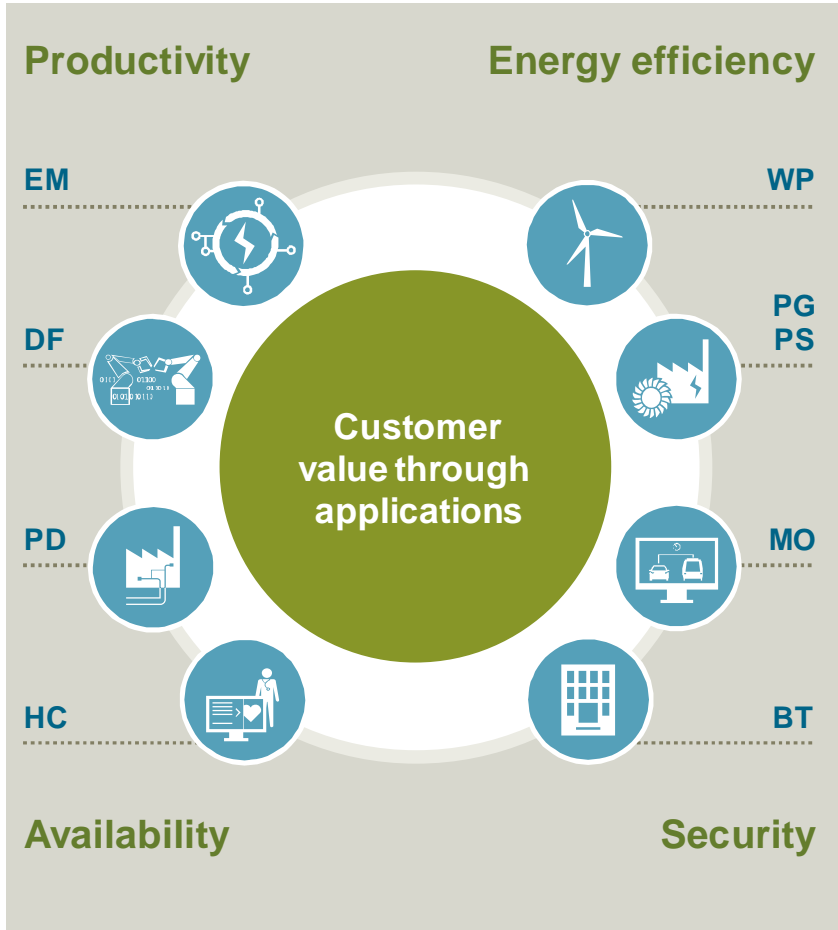 Productivity
Energy efficiency
EM
WP
DF
PG
PS
Customer
value through
applications
PD
MO
HC
BT
Availability
Security